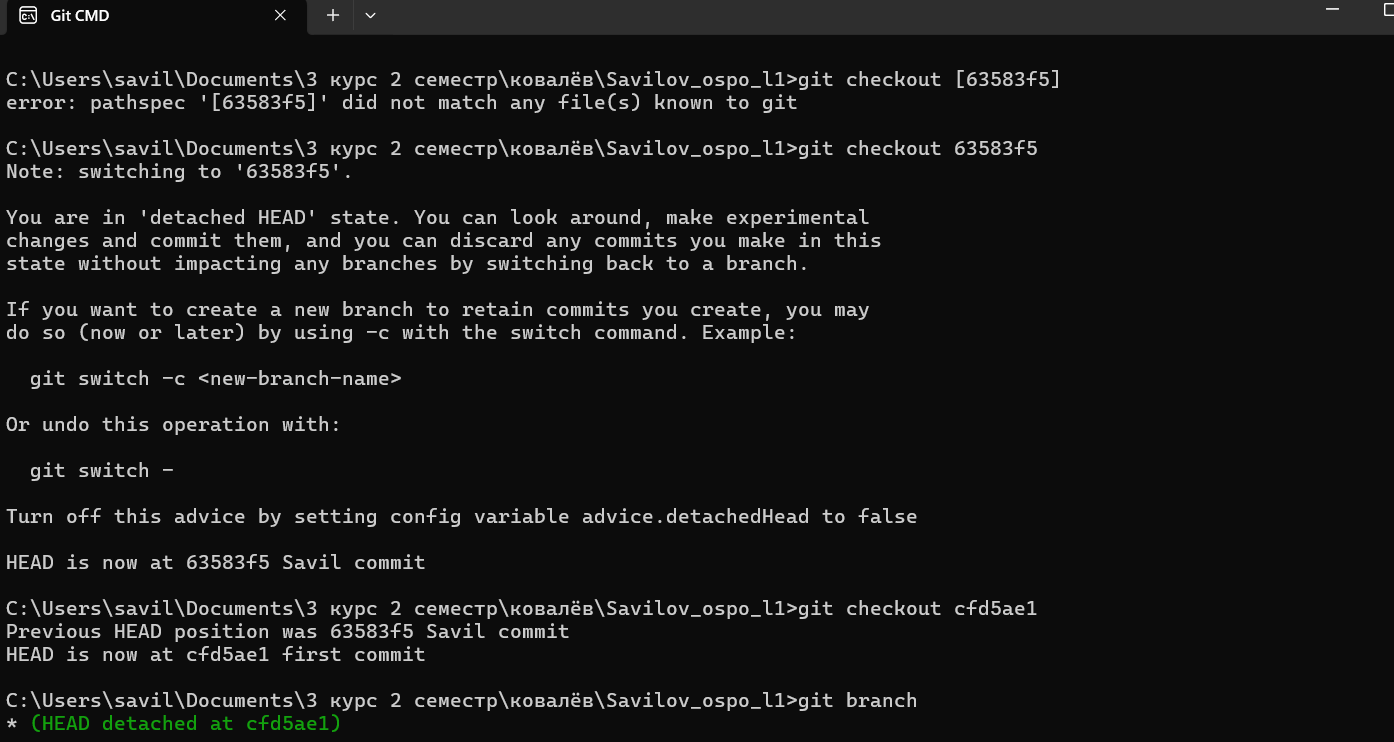 Git CMD
C:\Users\savil\Documents\3 курс 2 семестр\ковалёв\Savilov_ospo_l1>git checkout [63583f5]
error: pathspec '[63583f5]' did not match any file(s) known to git
C:\Users\savil\Documents\3 курс 2 семестр\ковалёв\Savilov_ospo_l1>git checkout 63583f5
Note: switching to '63583f5'.
You are in 'detached HEAD' state. You can look around, make experimental
changes and commit them, and you can discard any commits you make in this
state without impacting any branches by switching back to a branch.
If you want to create a new branch to retain commits you create, you may
do so (now or later) by using -c with the switch command. Example:
git switch -c <new-branch-name>
Or undo this operation with:
git switch -
Turn off this advice by setting config variable advice.detachedHead to false
HEAD is now at 63583f5 Savil commit
C:\Users\savil\Documents\3 курс 2 семестр\ковалёв\Savilov_ospo_l1>git checkout cfd5ae1
Previous HEAD position was 63583f5 Savil commit
HEAD is now at cfd5ae1 first commit
C:\Users\savil\Documents\3 курс 2 семестр\ковалёв\Savilov_ospo_l1>git branch
* (HEAD detached at cfd5ae1)